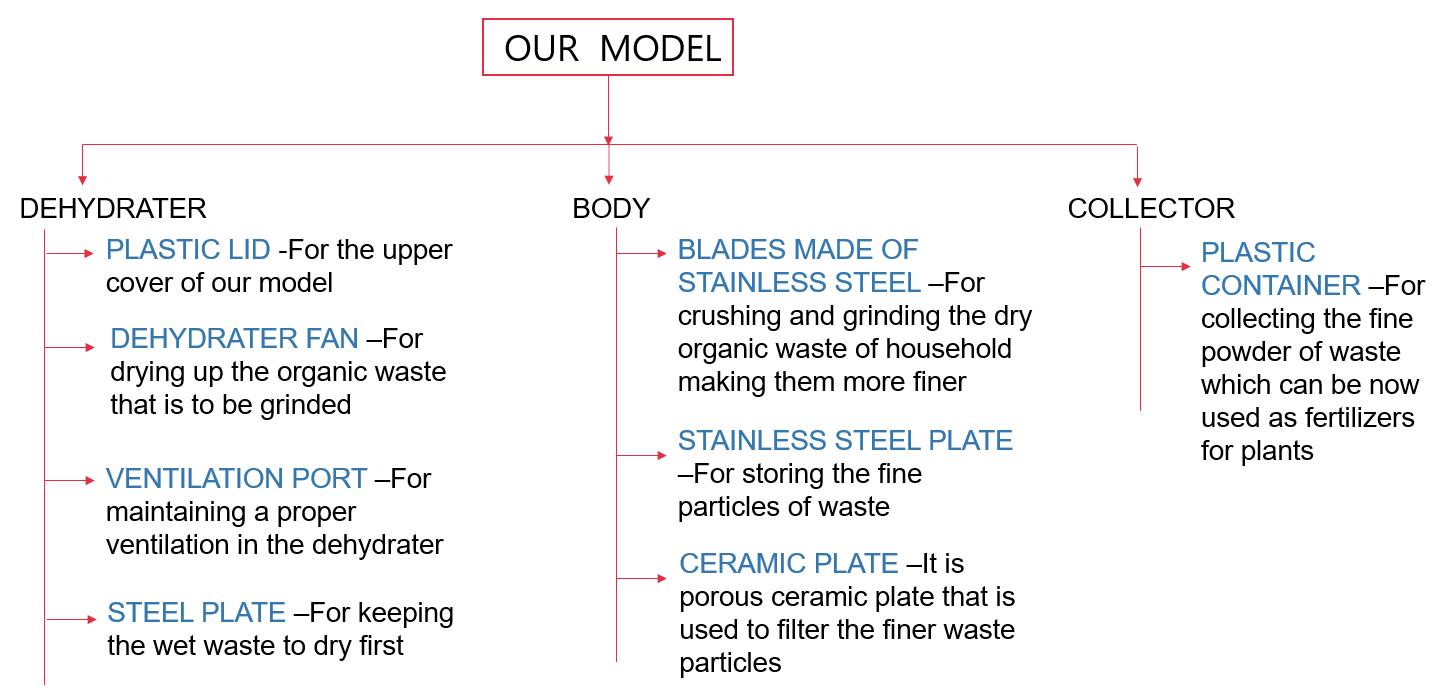 OUR MODEL
DEHYDRATER
PLASTIC LID -For the upper
cover of our model
DEHYDRATER FAN –For
drying up the organic waste
that is to be grinded
VENTILATION PORT –For
maintaining a proper
ventilation in the dehydrater
STEEL PLATE –For keeping
the wet waste to dry first
BODY
BLADES MADE OF
STAINLESS STEEL –For
crushing and grinding the dry
organic waste of household
making them more finer
STAINLESS STEEL PLATE
–For storing the fine
particles of waste
CERAMIC PLATE –It is
porous ceramic plate that is
used to filter the finer waste
particles
COLLECTOR
PLASTIC
CONTAINER –For
collecting the fine
powder of waste
which can be now
used as fertilizers
for plants